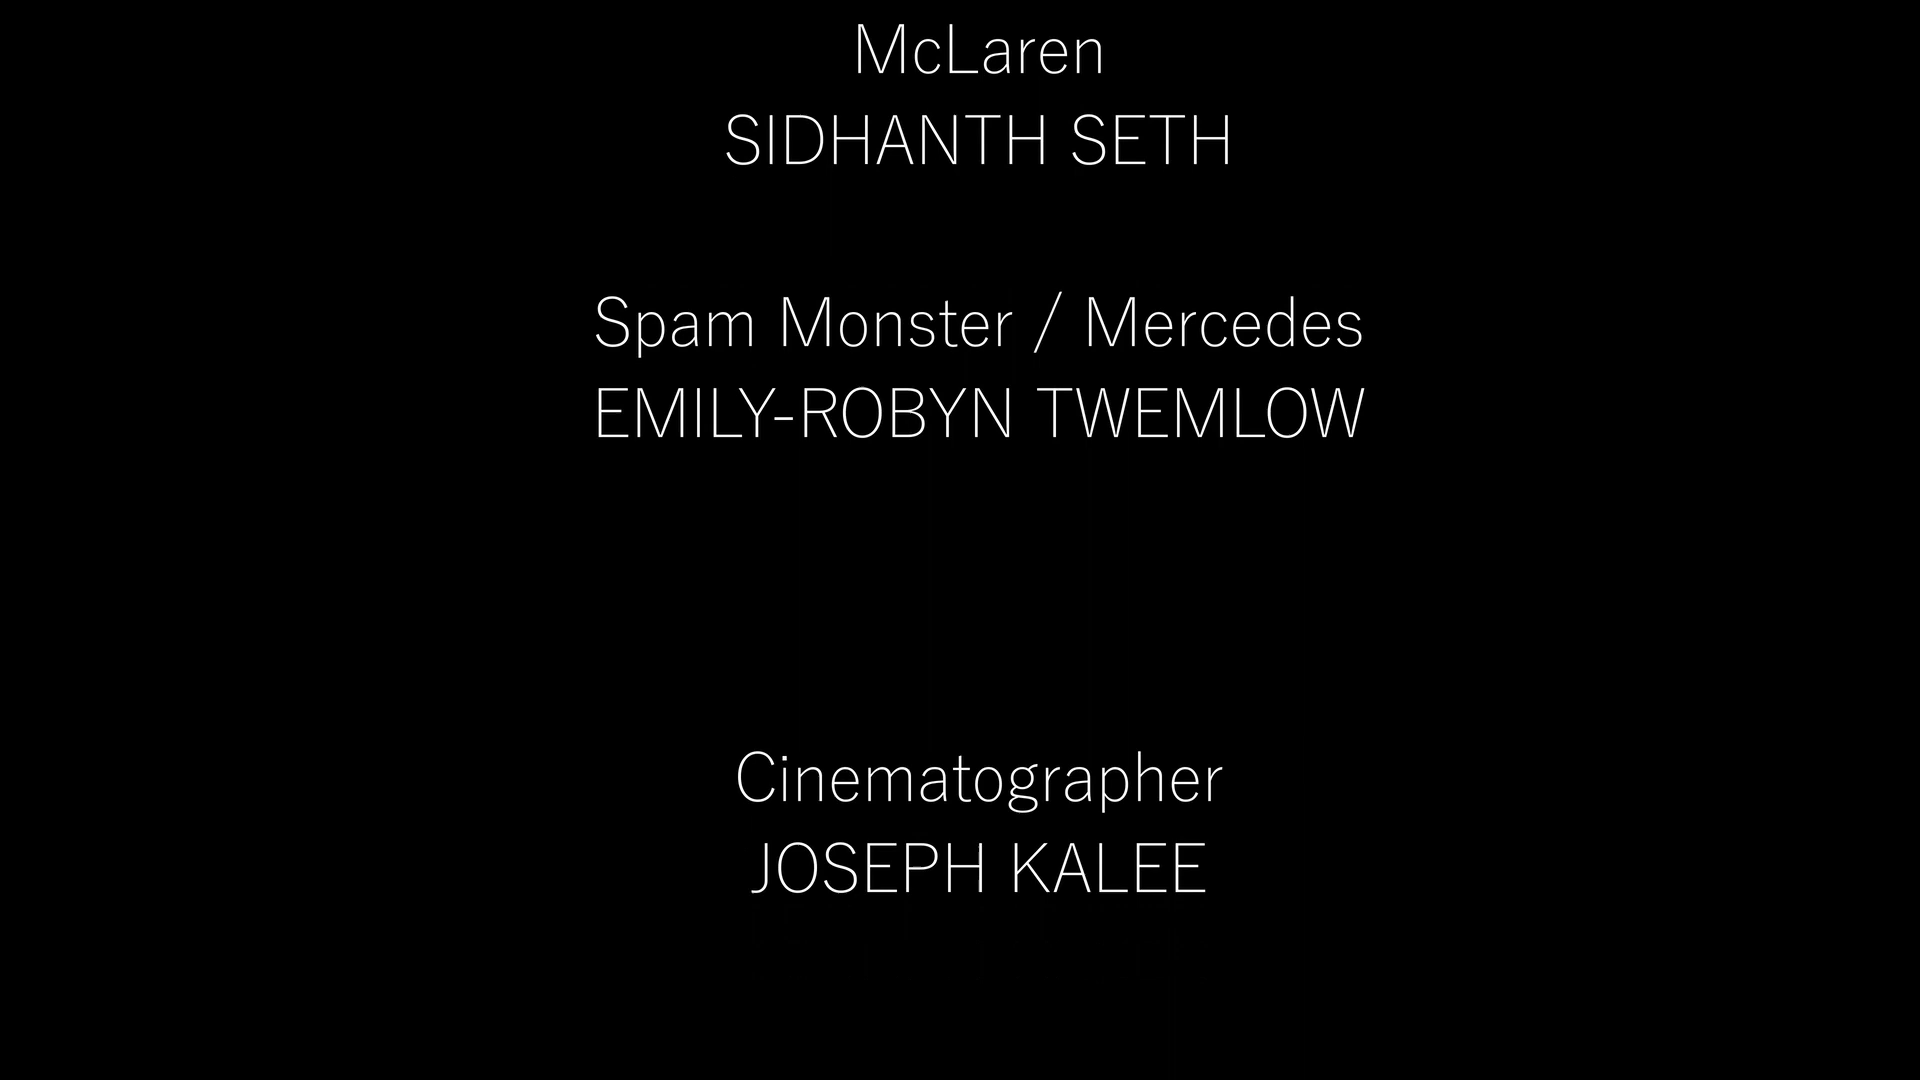 McLaren
SIDHANTH SETH
Spam Monster / Mercedes
EMILY-ROBYN TWEMLOW
Cinematographer
JOSEPH KALEE